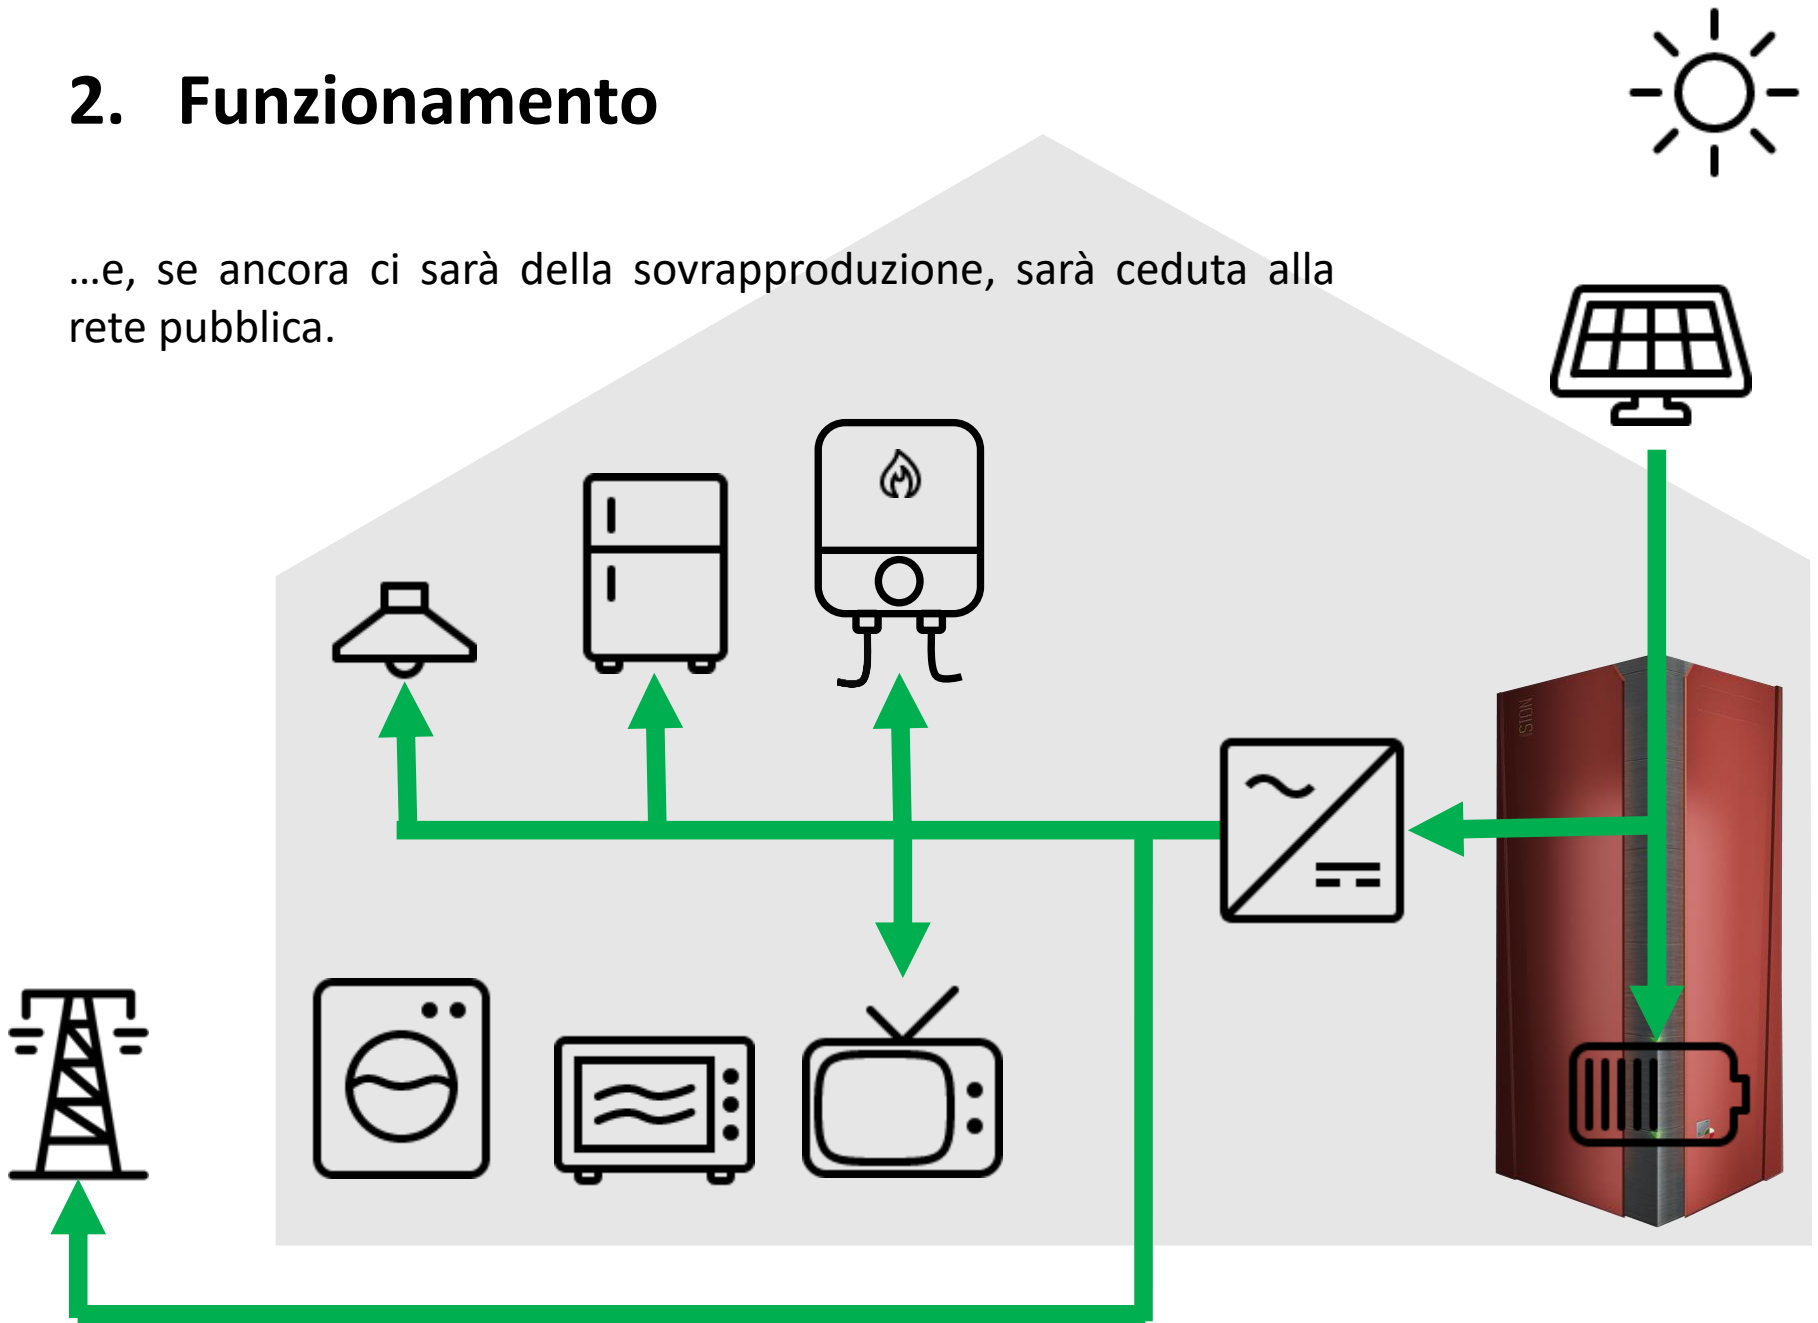 2. Funzionamento
…e, se ancora ci sarà della sovrapproduzione, sarà ceduta alla
rete pubblica.